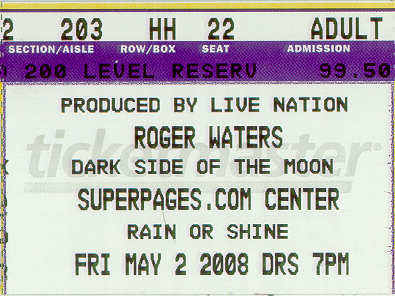 2 203 HH 22 ADULT
SECTION/AISLE ROW/BOX SEAT ADMISSION
200 LEVEL RESERV 99.50
PRODUCED BY LIVE NATION
ticketmaster®
ROGER WATERS
DARK SIDE OF THE MOON
SUPERPAGES.COM CENTER
RAIN OR SHINE
FRI MAY 2 2008 DRS 7PM